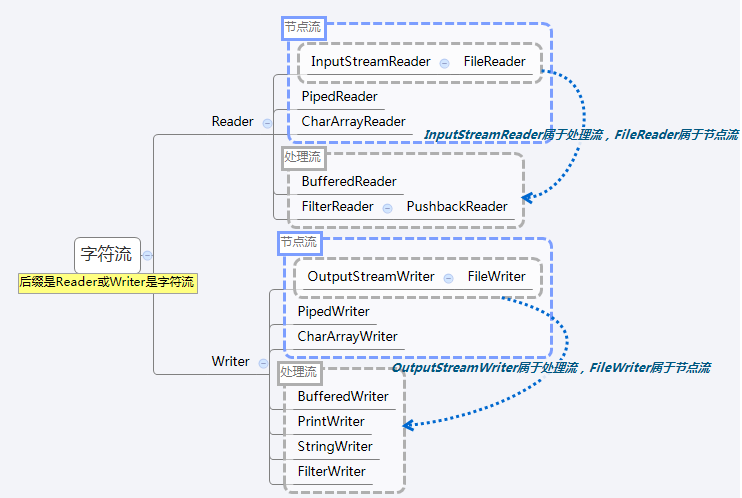 节点流
InputStreamReader FileReader
PipedReader
Reader
CharArrayReader
InputStreamReader属于处理流，FileReader属于节点流
处理流
BufferedReader
FilterReader PushbackReader
字符流
后缀是Reader或Writer是字符流
节点流
OutputStreamWriter FileWriter
PipedWriter
CharArrayWriter
Writer
OutputStreamWriter属于处理流，FileWriter属于节点流
处理流
BufferedWriter
PrintWriter
StringWriter
FilterWriter